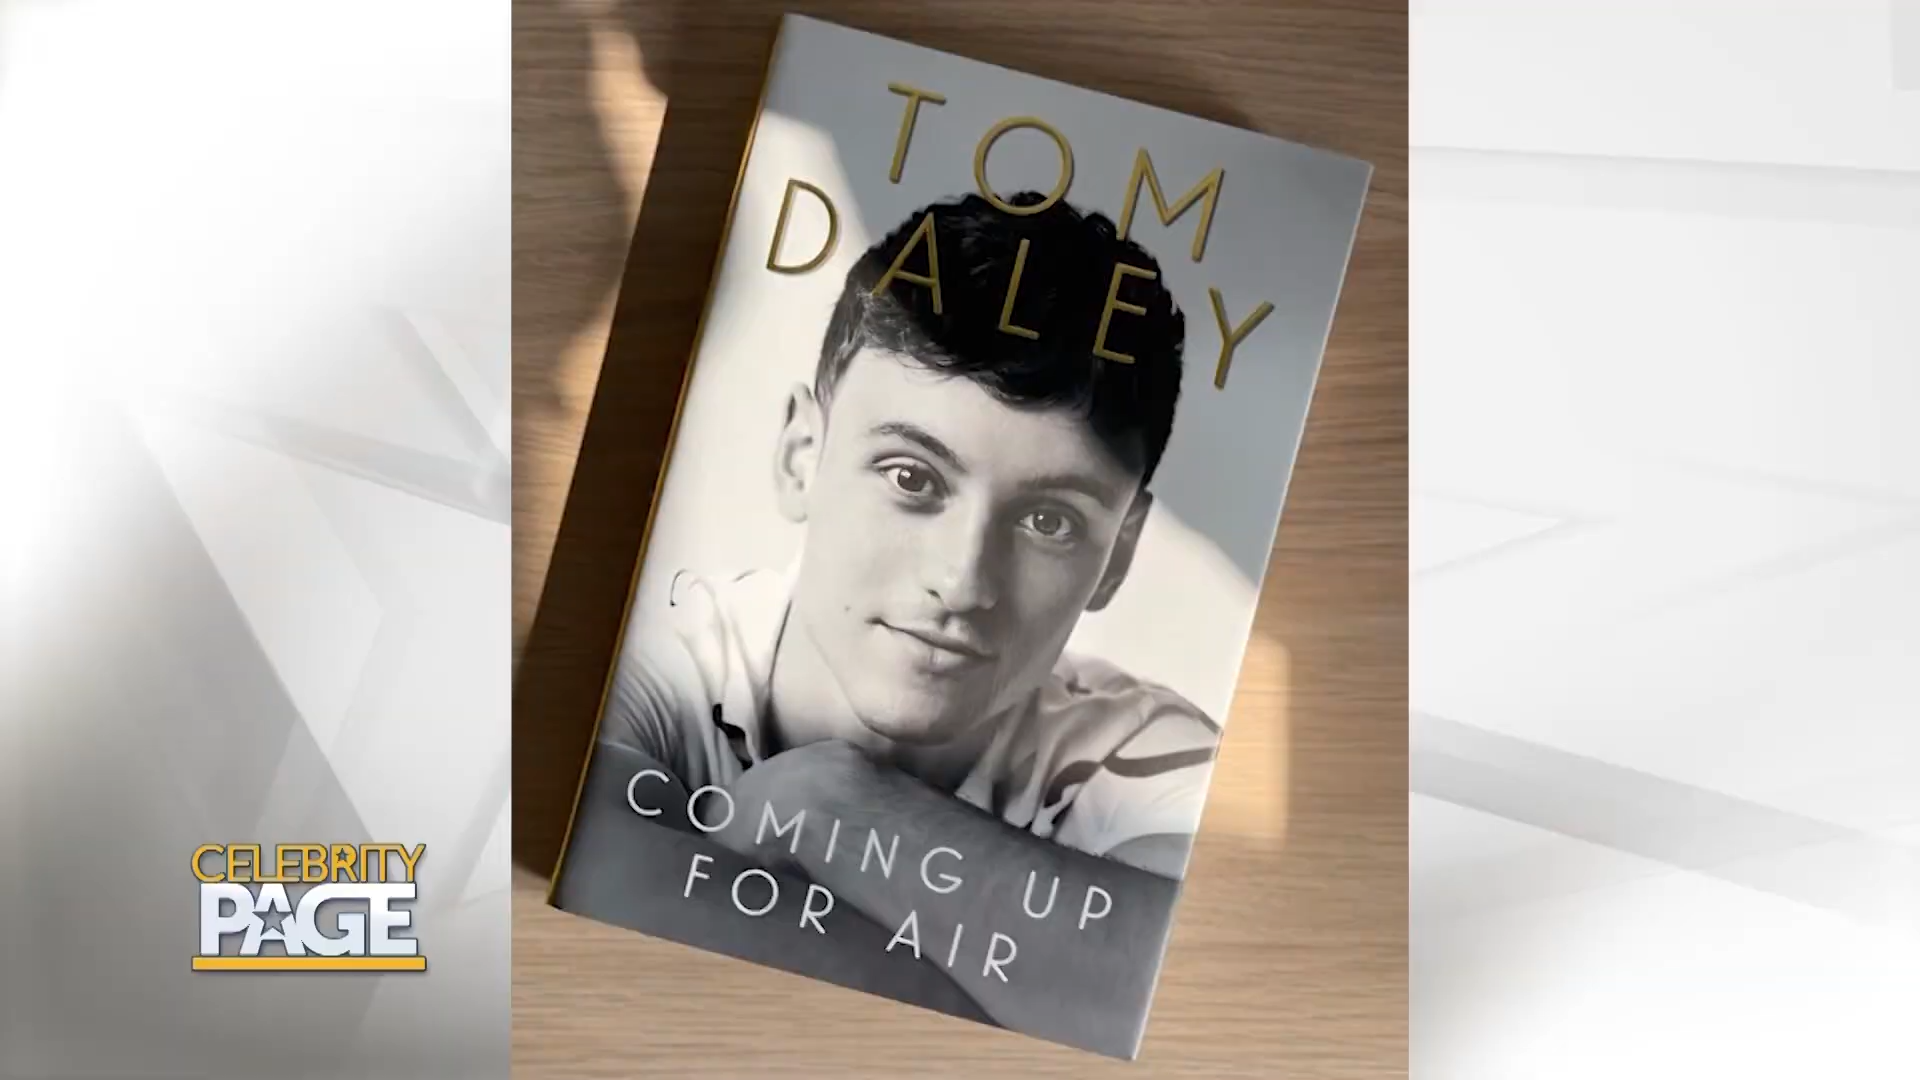 TOM
DALEY
COMING UP
FOR AIR
CELEBRITY
PAGE